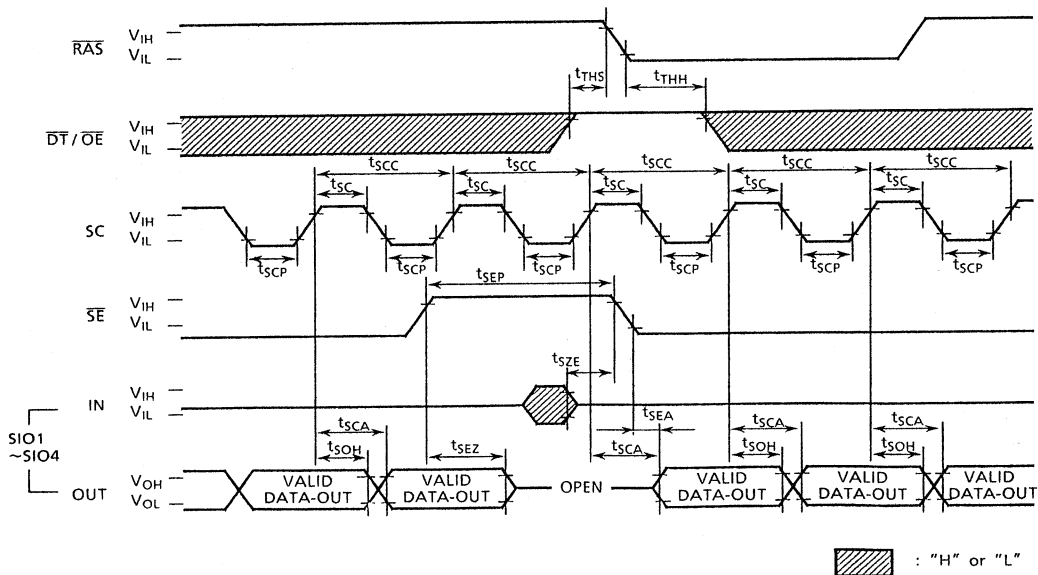 RAS VIH
VIL
tTHS tTHH
DT / OE VIH
VIL
tSCC tSCC tSCC tSCC tSCC
tSC tSC tSC tSC tSC
SC VIH
VIL
tSCP tSCP tSCP tSCP tSCP tSCP
tSEP
SE VIH
VIL
tSZE
IN VIH
VIL
tSEA
SIO1
~SIO4
tSCA tSCA tSCA tSCA
tSOH tSEZ tSOH tSOH
OUT VOH
VOL
VALID DATA-OUT
VALID DATA-OUT
OPEN
VALID DATA-OUT
VALID DATA-OUT
VALID DATA-OUT
: "H" or "L"